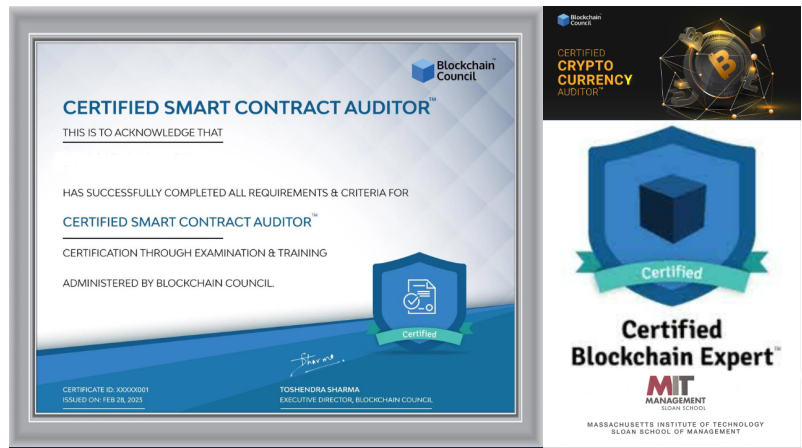 Blockchain™
Council
CERTIFIED SMART CONTRACT AUDITOR™
THIS IS TO ACKNOWLEDGE THAT
HAS SUCCESSFULLY COMPLETED ALL REQUIREMENTS & CRITERIA FOR
CERTIFIED SMART CONTRACT AUDITOR™
CERTIFICATION THROUGH EXAMINATION & TRAINING
ADMINISTERED BY BLOCKCHAIN COUNCIL.
Certified
Sharma.
CERTIFICATE ID: XXXXX001
ISSUED ON: FEB 28, 2023
TOSHENDRA SHARMA
EXECUTIVE DIRECTOR, BLOCKCHAIN COUNCIL
Blockchain
Council
CERTIFIED
CRYPTO
CURRENCY
AUDITOR™
Certified
Certified
Blockchain Expert™
MIT
MANAGEMENT
SLOAN SCHOOL
MASSACHUSETTS INSTITUTE OF TECHNOLOGY
SLOAN SCHOOL OF MANAGEMENT